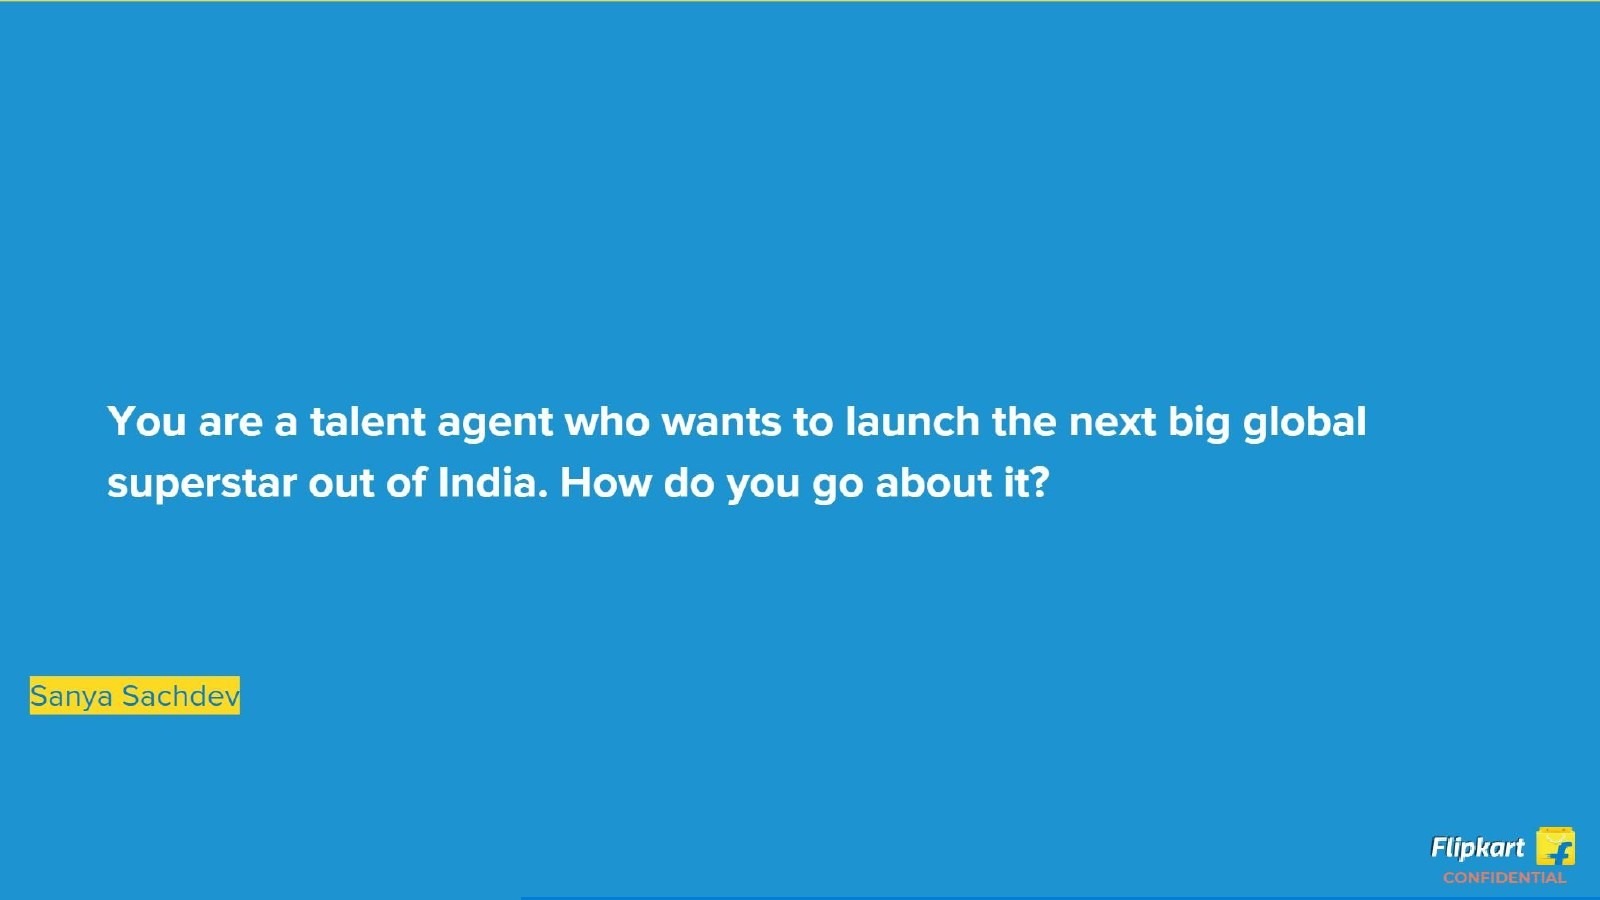 You are a talent agent who wants to launch the next big global
superstar out of India. How do you go about it?
Sanya Sachdev
Flipkart
CONFIDENTIAL